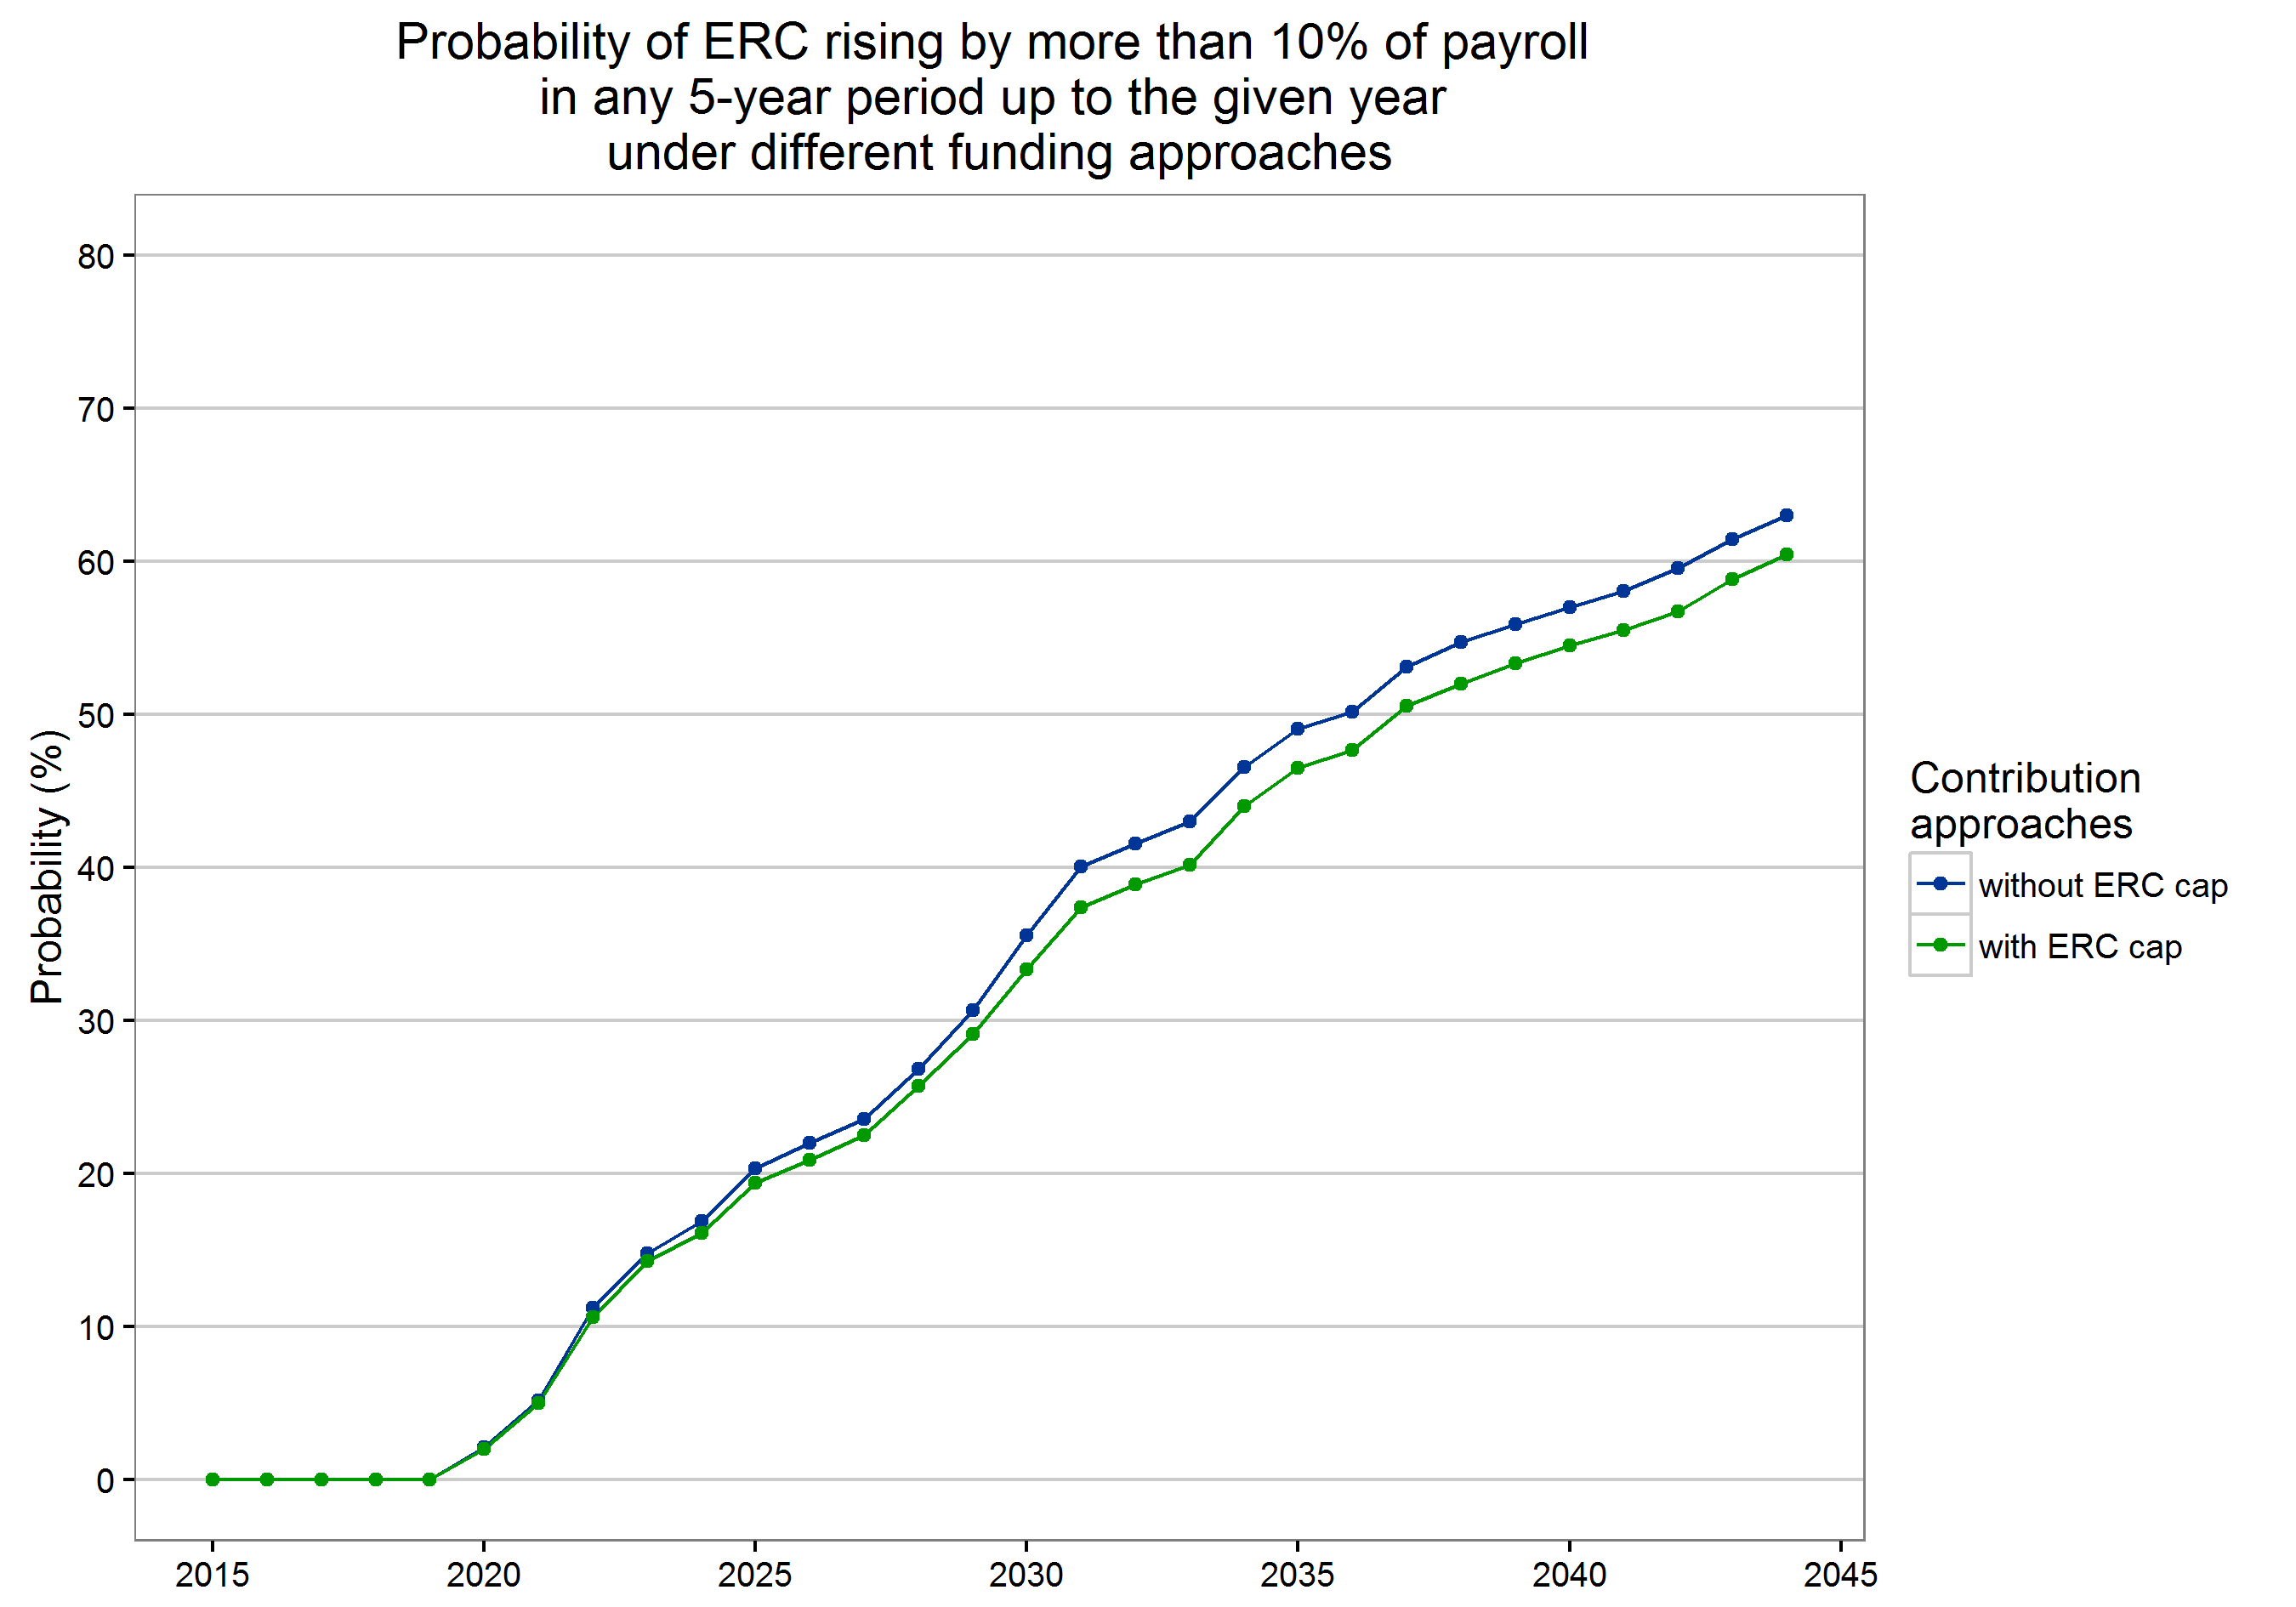 Probability of ERC rising by more than 10% of payroll
in any 5-year period up to the given year
under different funding approaches
Probability (%)
80
70
60
50
40
30
20
10
0
2015
2020
2025
2030
2035
2040
2045
Contribution
approaches
without ERC cap
with ERC cap